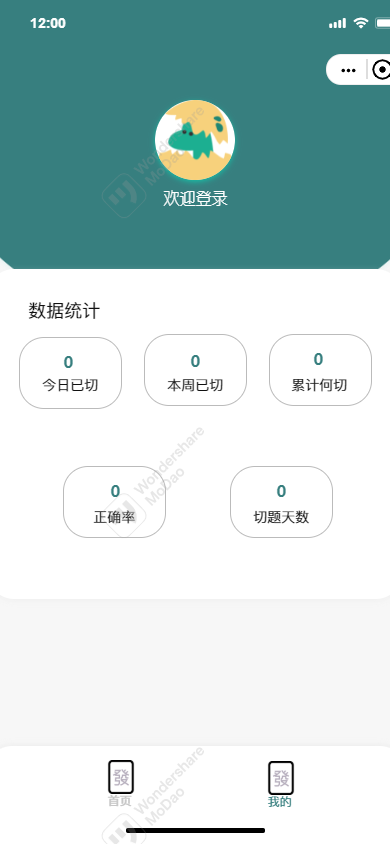 08:00
欢迎登录
Wondershare
MoDao
数据统计
0
今日已切
0
本周已切
0
累计何切
0
正确率
0
切题天数
Wondershare
MoDao
發
首页
發
我的
Wondershare
MoDao